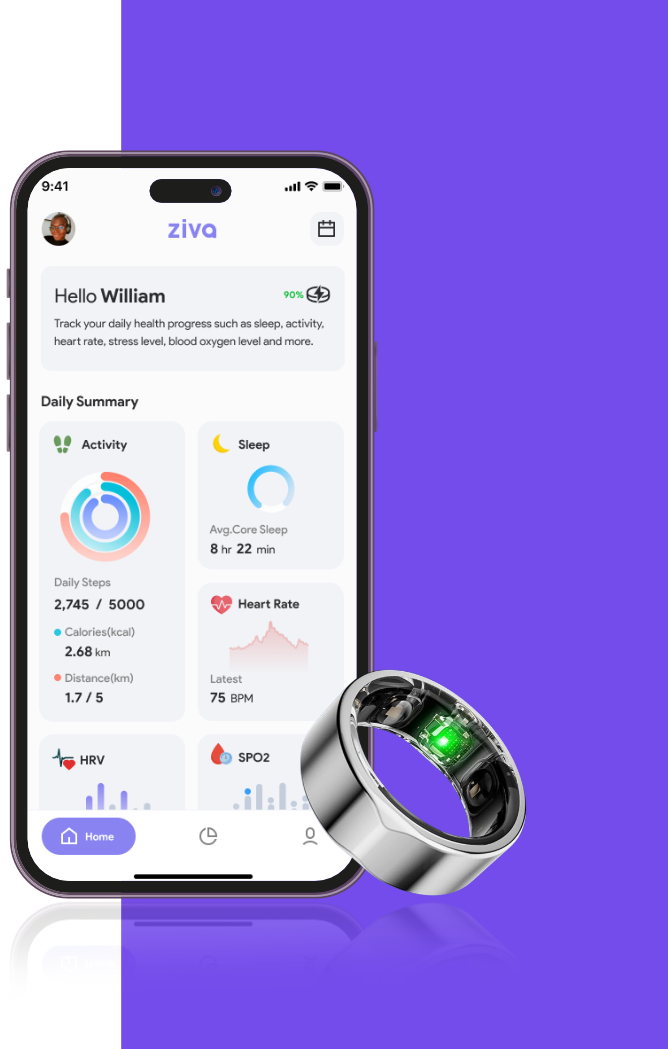 9:41
ziva
Hello William
90%
Track your daily health progress such as sleep, activity,
heart rate, stress level, blood oxygen level and more.
Daily Summary
Activity
Daily Steps
2,745 / 5000
Calories(kcal)
2.68 km
Distance(km)
1.7 / 5
Sleep
Avg.Core Sleep
8 hr 22 min
Heart Rate
Latest
75 BPM
HRV
SPO2
Home